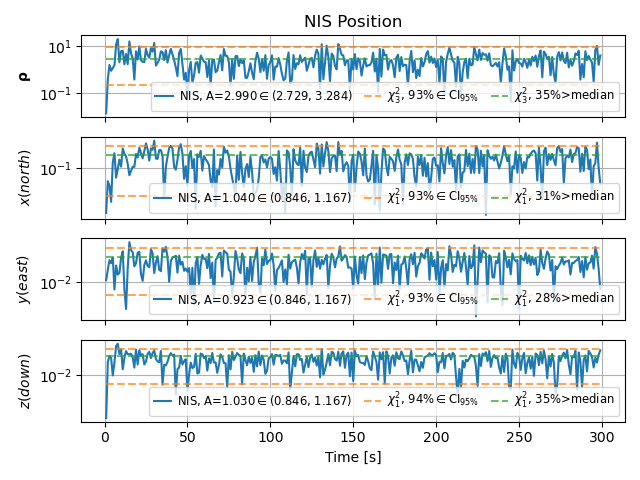 NIS Position
ρ
10¹
10⁻¹
NIS, A=2.990∈(2.729, 3.284) χ²₃, 93%∈CI₉₅% χ²₃, 35%>median
x(north)
10⁻¹
NIS, A=1.040∈(0.846, 1.167) χ²₁, 93%∈CI₉₅% χ²₁, 31%>median
y(east)
10⁻²
NIS, A=0.923∈(0.846, 1.167) χ²₁, 93%∈CI₉₅% χ²₁, 28%>median
z(down)
10⁻²
NIS, A=1.030∈(0.846, 1.167) χ²₁, 94%∈CI₉₅% χ²₁, 35%>median
0 50 100 150 200 250 300
Time [s]